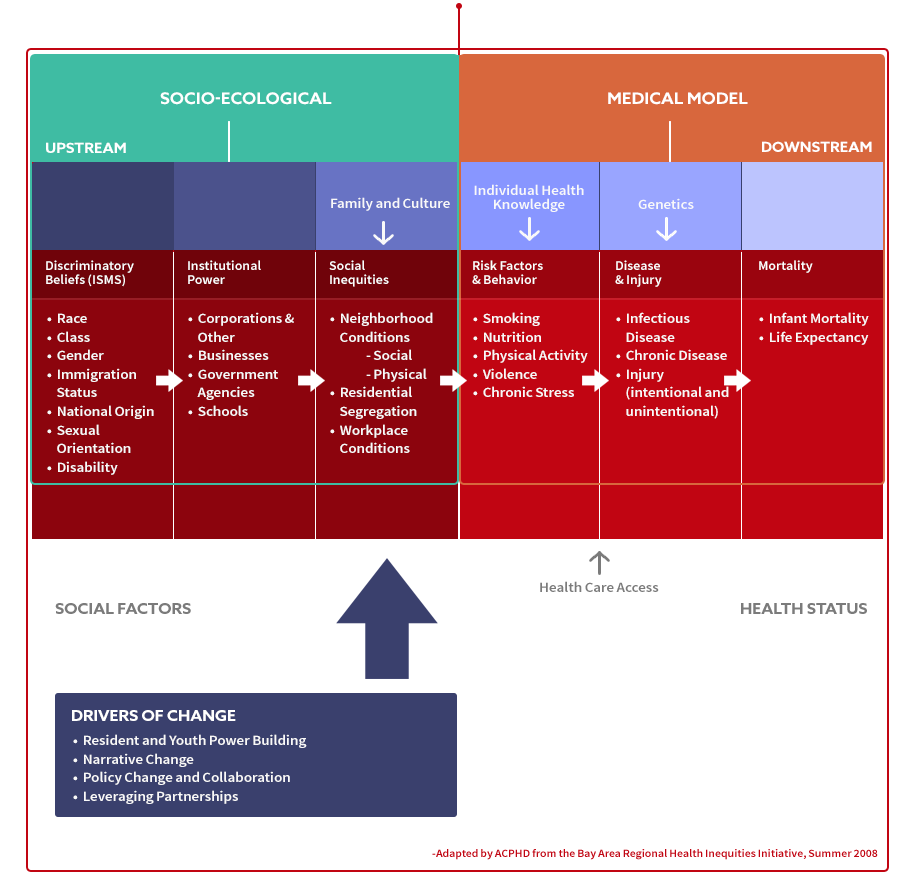 SOCIO-ECOLOGICAL
MEDICAL MODEL
UPSTREAM
DOWNSTREAM
Family and Culture
Individual Health
Knowledge
Genetics
Discriminatory
Beliefs (ISMS)
Institutional
Power
Social
Inequities
Risk Factors
& Behavior
Disease
& Injury
Mortality
• Race
• Class
• Gender
• Immigration
Status
• National Origin
• Sexual
Orientation
• Disability
• Corporations &
Other
• Businesses
• Government
Agencies
• Schools
• Neighborhood
Conditions
- Social
- Physical
• Residential
Segregation
• Workplace
Conditions
• Smoking
• Nutrition
• Physical Activity
• Violence
• Chronic Stress
• Infectious
Disease
• Chronic Disease
• Injury
(intentional and
unintentional)
• Infant Mortality
• Life Expectancy
Health Care Access
SOCIAL FACTORS
HEALTH STATUS
DRIVERS OF CHANGE
• Resident and Youth Power Building
• Narrative Change
• Policy Change and Collaboration
• Leveraging Partnerships
-Adapted by ACPHD from the Bay Area Regional Health Inequities Initiative, Summer 2008